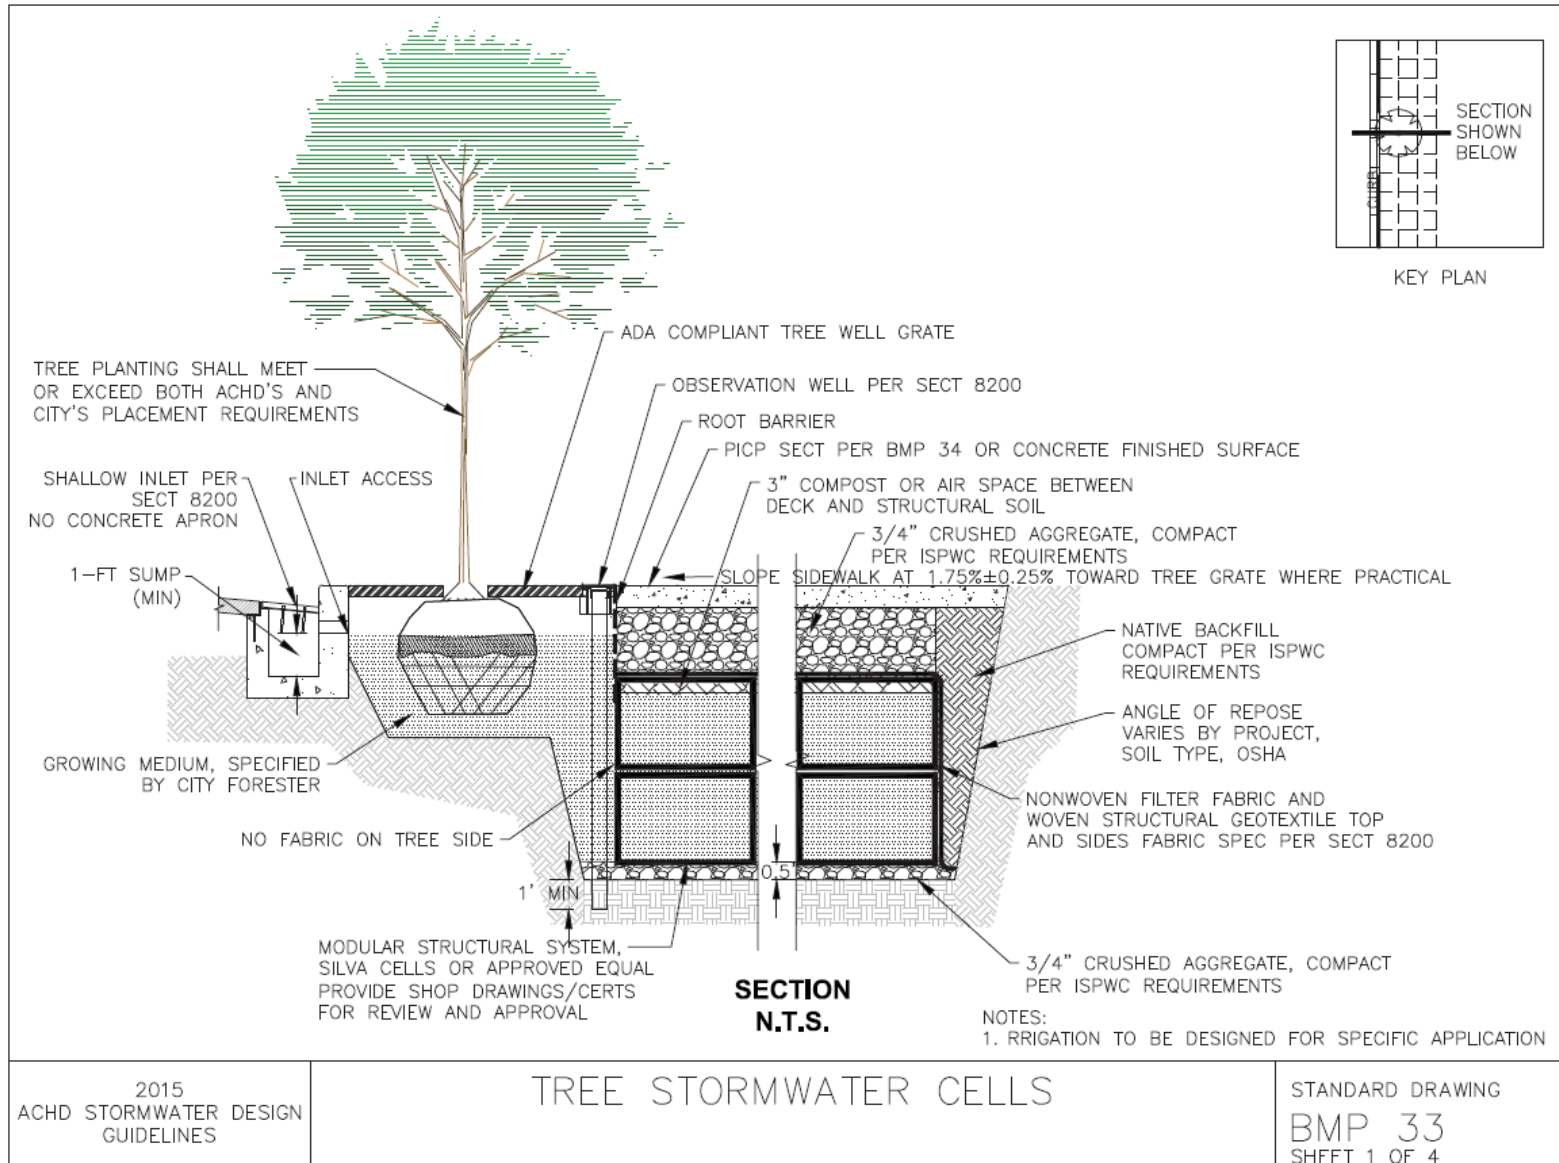 SECTION
SHOWN
BELOW
CURB
KEY PLAN
ADA COMPLIANT TREE WELL GRATE
TREE PLANTING SHALL MEET
OR EXCEED BOTH ACHD'S AND
CITY'S PLACEMENT REQUIREMENTS
OBSERVATION WELL PER SECT 8200
ROOT BARRIER
PICP SECT PER BMP 34 OR CONCRETE FINISHED SURFACE
SHALLOW INLET PER
SECT 8200
NO CONCRETE APRON
INLET ACCESS
3" COMPOST OR AIR SPACE BETWEEN
DECK AND STRUCTURAL SOIL
3/4" CRUSHED AGGREGATE, COMPACT
PER ISPWC REQUIREMENTS
1-FT SUMP
(MIN)
SLOPE SIDEWALK AT 1.75%±0.25% TOWARD TREE GRATE WHERE PRACTICAL
NATIVE BACKFILL
COMPACT PER ISPWC
REQUIREMENTS
ANGLE OF REPOSE
VARIES BY PROJECT,
SOIL TYPE, OSHA
GROWING MEDIUM, SPECIFIED
BY CITY FORESTER
NONWOVEN FILTER FABRIC AND
WOVEN STRUCTURAL GEOTEXTILE TOP
AND SIDES FABRIC SPEC PER SECT 8200
NO FABRIC ON TREE SIDE
0.5'
1' MIN
MODULAR STRUCTURAL SYSTEM,
SILVA CELLS OR APPROVED EQUAL
PROVIDE SHOP DRAWINGS/CERTS
FOR REVIEW AND APPROVAL
3/4" CRUSHED AGGREGATE, COMPACT
PER ISPWC REQUIREMENTS
SECTION
N.T.S.
NOTES:
1. RRIGATION TO BE DESIGNED FOR SPECIFIC APPLICATION
2015
ACHD STORMWATER DESIGN
GUIDELINES
TREE STORMWATER CELLS
STANDARD DRAWING
BMP 33
SHEET 1 OF 4